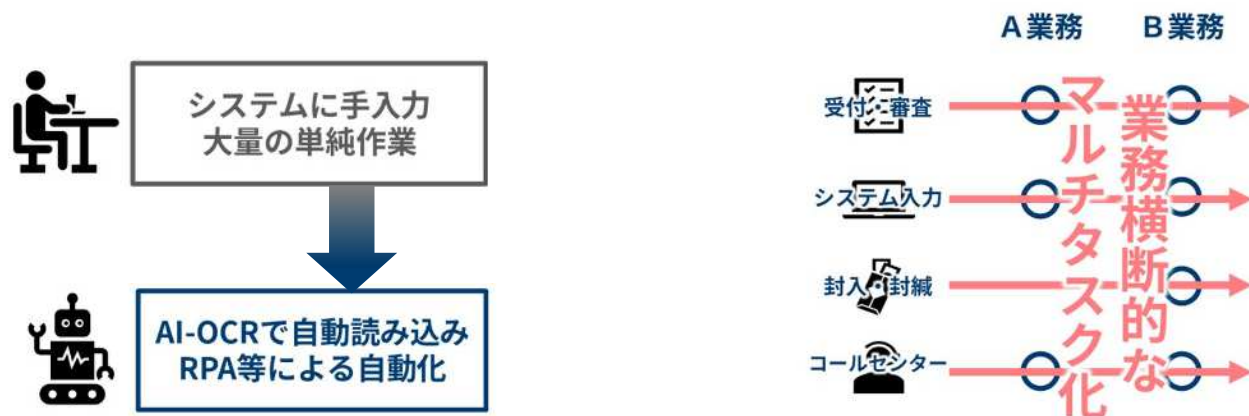 システムに手入力
大量の単純作業
AI-OCRで自動読み込み
RPA等による自動化
A業務
B業務
受付・審査
システム入力
封入・封緘
コールセンター
業務横断的な
マルチタスク化